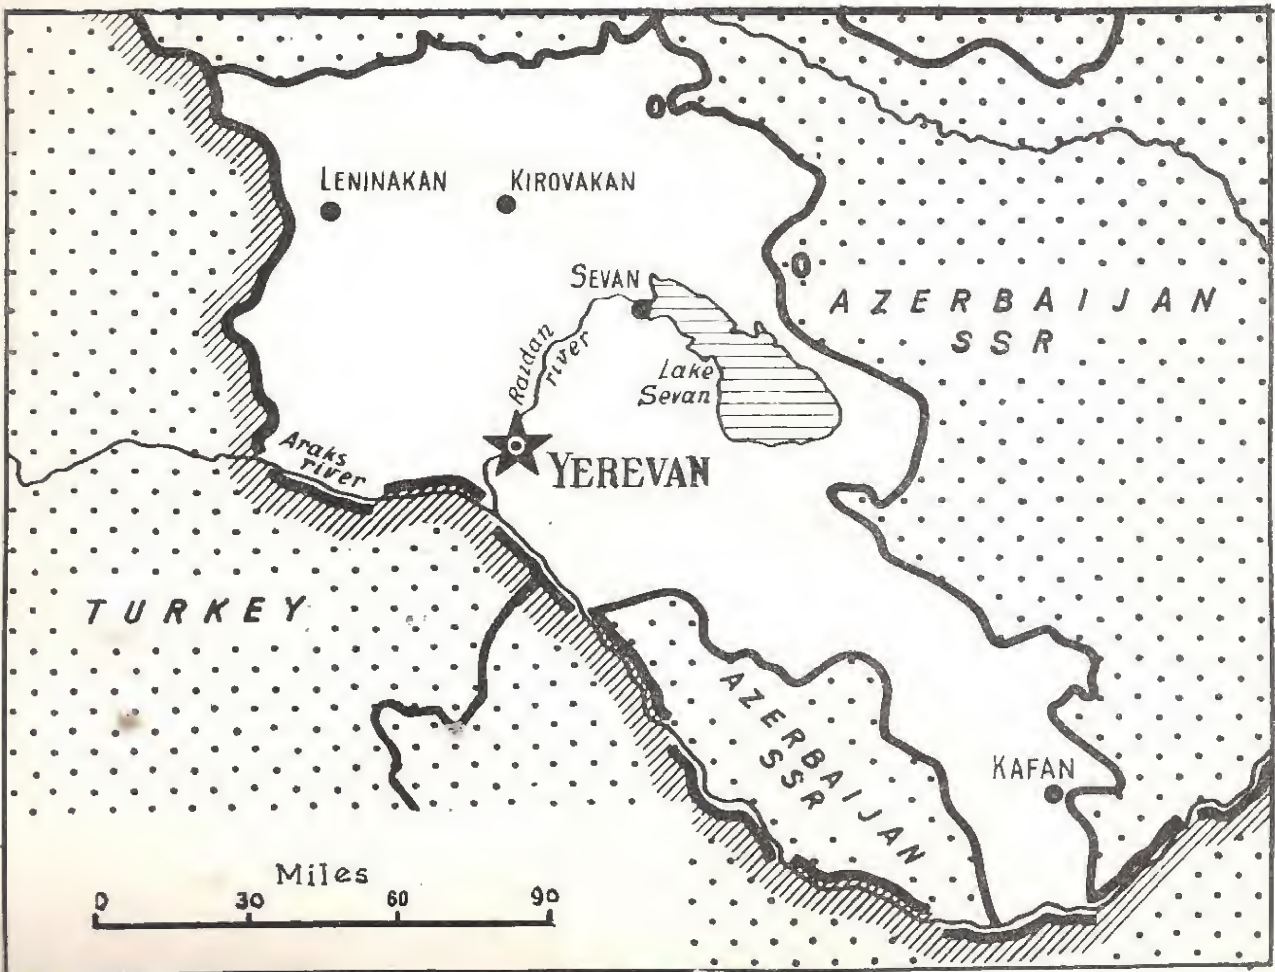 LENINAKAN
KIROVAKAN
SEVAN
AZERBAIJAN
SSR
Raidan
river
Lake
Sevan
Araks
river
YEREVAN
TURKEY
AZERBAIJAN
SSR
KAFAN
Miles
0 30 60 90